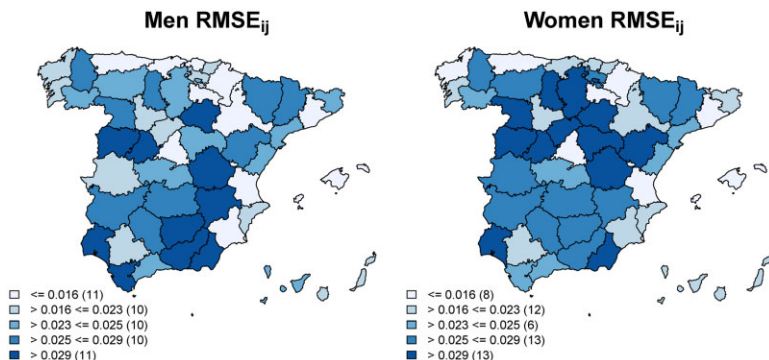 Men RMSEij
Women RMSEij
<= 0.016 (11)
> 0.016 <= 0.023 (10)
> 0.023 <= 0.025 (10)
> 0.025 <= 0.029 (10)
> 0.029 (11)
<= 0.016 (8)
> 0.016 <= 0.023 (12)
> 0.023 <= 0.025 (6)
> 0.025 <= 0.029 (13)
> 0.029 (13)